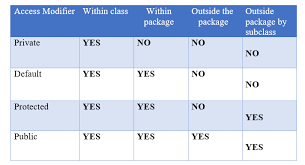 Access Modifier Within class Within package Outside the package Outside package by subclass
Private YES NO NO NO
Default YES YES NO NO
Protected YES YES NO YES
Public YES YES YES YES